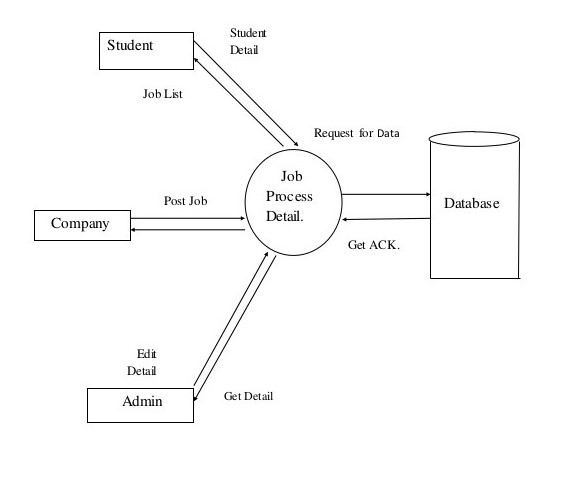 Student
Student
Detail
Job List
Request for Data
Job
Process
Detail.
Post Job
Company
Database
Get ACK.
Edit
Detail
Admin
Get Detail